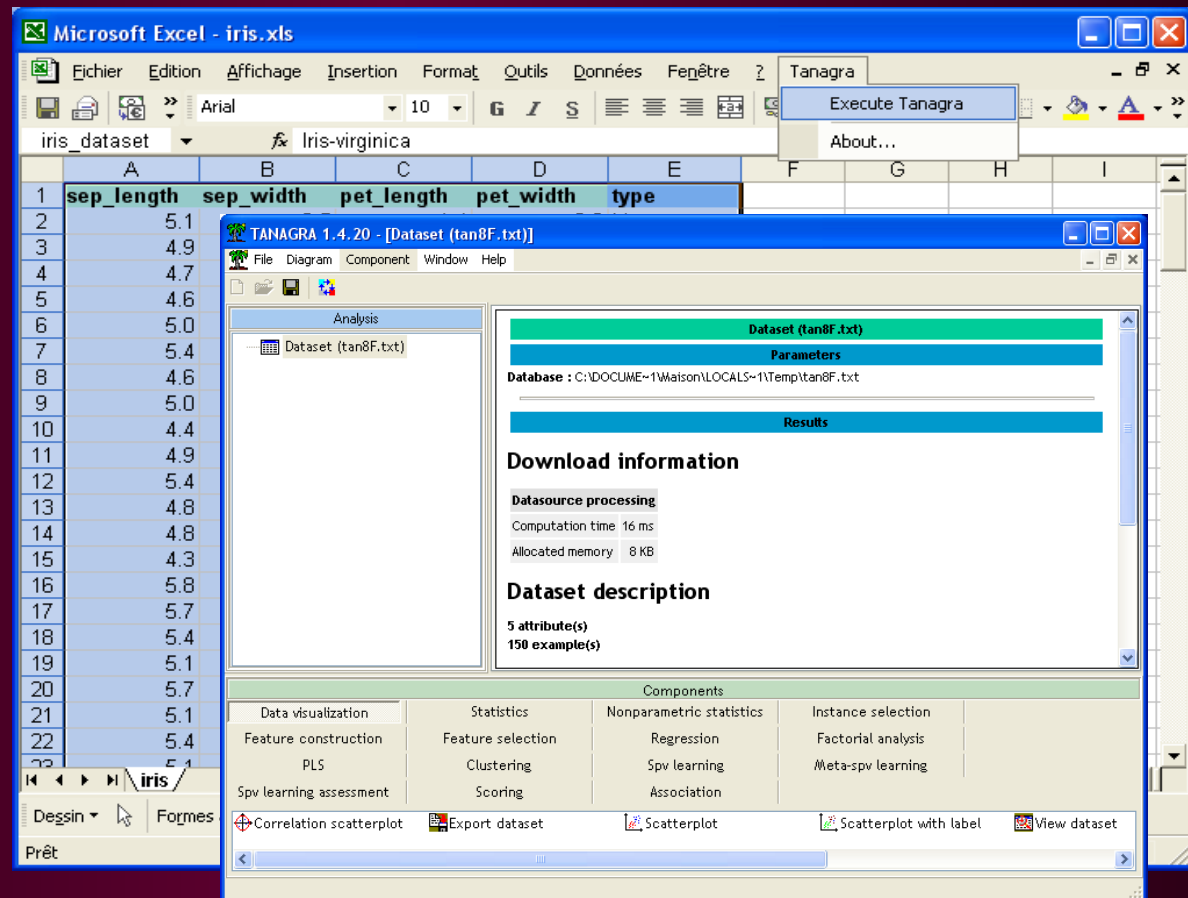 Microsoft Excel - iris.xls
Fichier Edition Affichage Insertion Format Outils Données Fenêtre ? Tanagra
Arial 10 G I S
Execute Tanagra
About...
iris_dataset fx Iris-virginica
A B C D E F G H I
1 sep_length sep_width pet_length pet_width type
2 5.1
3 4.9
4 4.7
5 4.6
6 5.0
7 5.4
8 4.6
9 5.0
10 4.4
11 4.9
12 5.4
13 4.8
14 4.8
15 4.3
16 5.8
17 5.7
18 5.4
19 5.1
20 5.7
21 5.1
22 5.4
23 5.1
iris
Dessin Formes
Prêt
TANAGRA 1.4.20 - [Dataset (tan8F.txt)]
File Diagram Component Window Help
Analysis
Dataset (tan8F.txt)
Dataset (tan8F.txt)
Parameters
Database : C:\DOCUME~1\Maison\LOCALS~1\Temp\tan8F.txt
Results
Download information
Datasource processing
Computation time 16 ms
Allocated memory 8 KB
Dataset description
5 attribute(s)
150 example(s)
Components
Data visualization Statistics Nonparametric statistics Instance selection
Feature construction Feature selection Regression Factorial analysis
PLS Clustering Spv learning Meta-spv learning
Spv learning assessment Scoring Association
Correlation scatterplot Export dataset Scatterplot Scatterplot with label View dataset